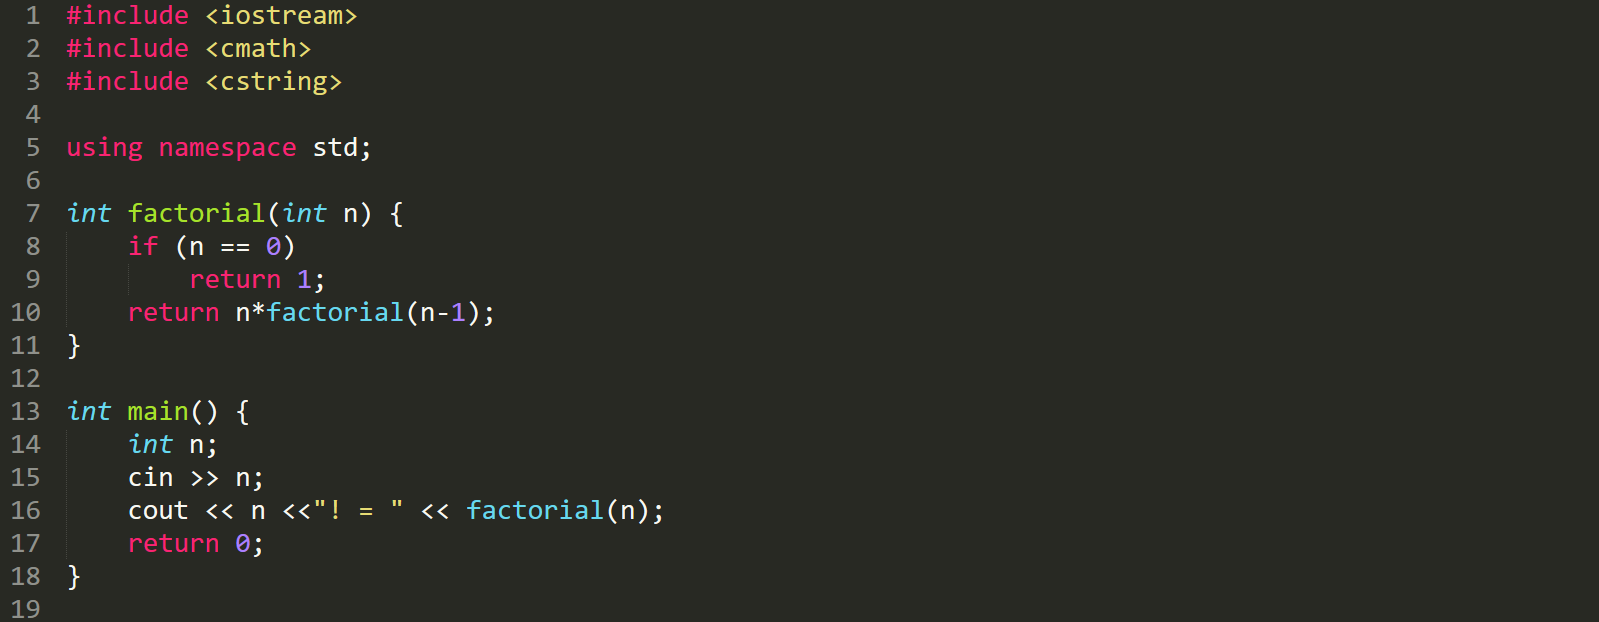 1 #include <iostream>
2 #include <cmath>
3 #include <cstring>
4
5 using namespace std;
6
7 int factorial(int n) {
8     if (n == 0)
9         return 1;
10     return n*factorial(n-1);
11 }
12
13 int main() {
14     int n;
15     cin >> n;
16     cout << n <<"! = " << factorial(n);
17     return 0;
18 }
19